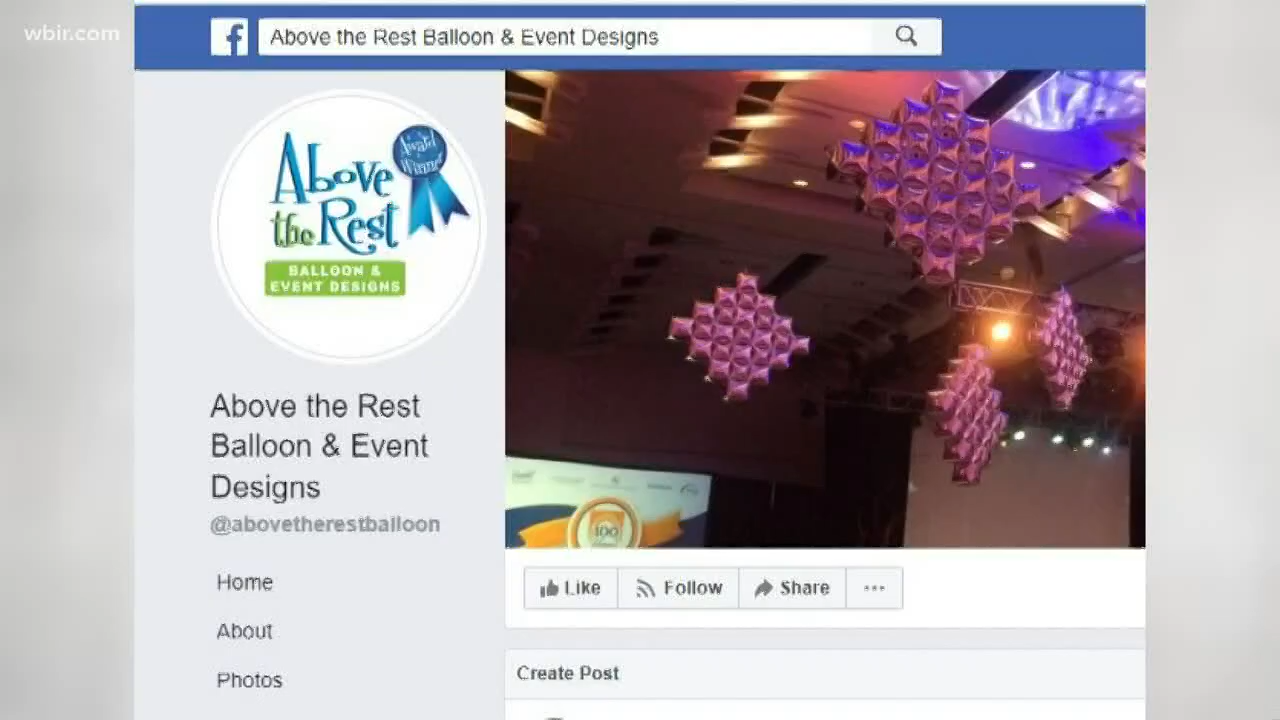 wbir.com
Above the Rest Balloon & Event Designs
Above
the Rest
Award
Winner
BALLOON &
EVENT DESIGNS
Above the Rest
Balloon & Event
Designs
@abovetherestballoon
Home
About
Photos
100
Like
Follow
Share
Create Post